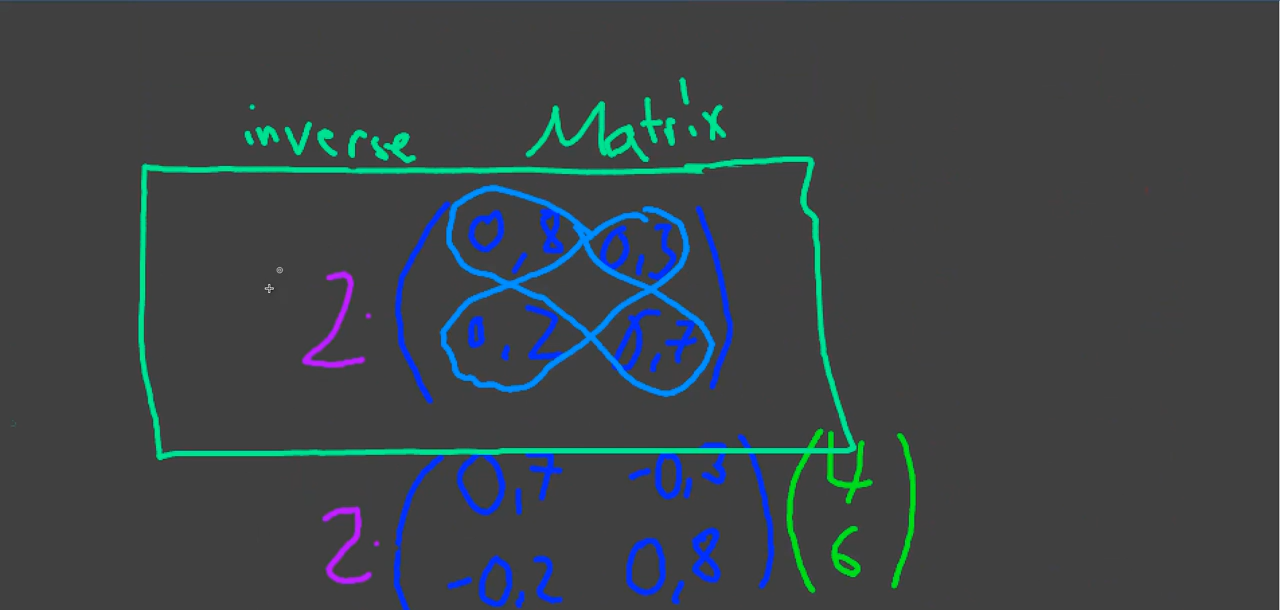 inverse Matrix
2 · ( 0,8 0,3 )
( 0,2 0,7 )
2 · ( 0,7 -0,3 ) ( 4 )
( -0,2 0,8 ) ( 6 )